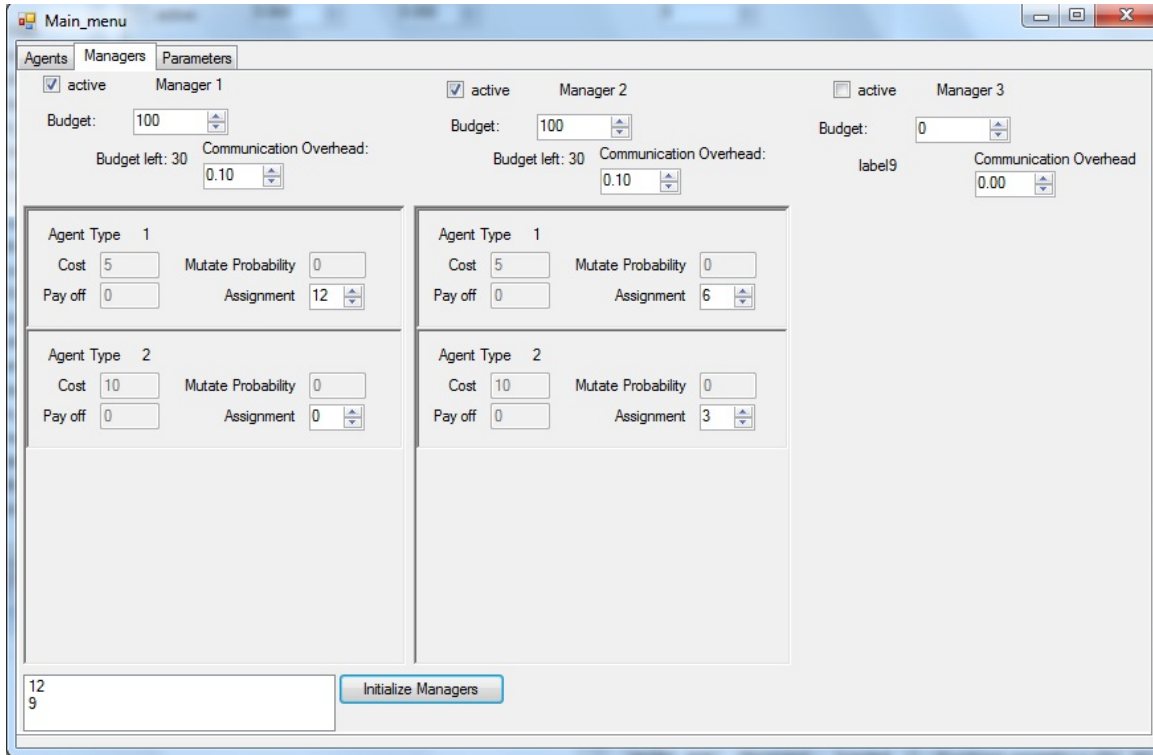 Main_menu
Agents Managers Parameters
active Manager 1
Budget: 100
Budget left: 30 Communication Overhead:
0.10
active Manager 2
Budget: 100
Budget left: 30 Communication Overhead:
0.10
active Manager 3
Budget: 0
label9 Communication Overhead
0.00
Agent Type 1
Cost 5 Mutate Probability 0
Pay off 0 Assignment 12
Agent Type 2
Cost 10 Mutate Probability 0
Pay off 0 Assignment 0
Agent Type 1
Cost 5 Mutate Probability 0
Pay off 0 Assignment 6
Agent Type 2
Cost 10 Mutate Probability 0
Pay off 0 Assignment 3
12
9
Initialize Managers